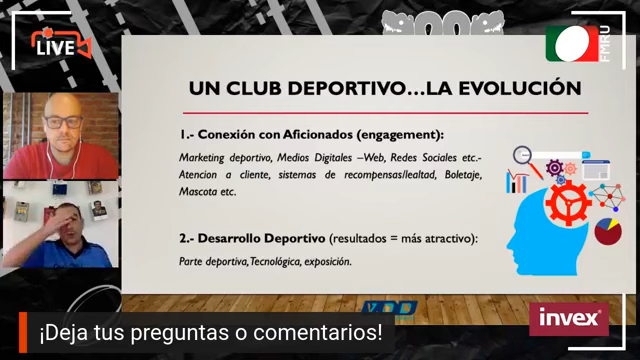 LIVE
FMRU
UN CLUB DEPORTIVO...LA EVOLUCIÓN
1.- Conexión con Aficionados (engagement):
Marketing deportivo, Medios Digitales –Web, Redes Sociales etc.-
Atencion a cliente, sistemas de recompensas/lealtad, Boletaje,
Mascota etc.
2.- Desarrollo Deportivo (resultados = más atractivo):
Parte deportiva, Tecnológica, exposición.
invex
¡Deja tus preguntas o comentarios!